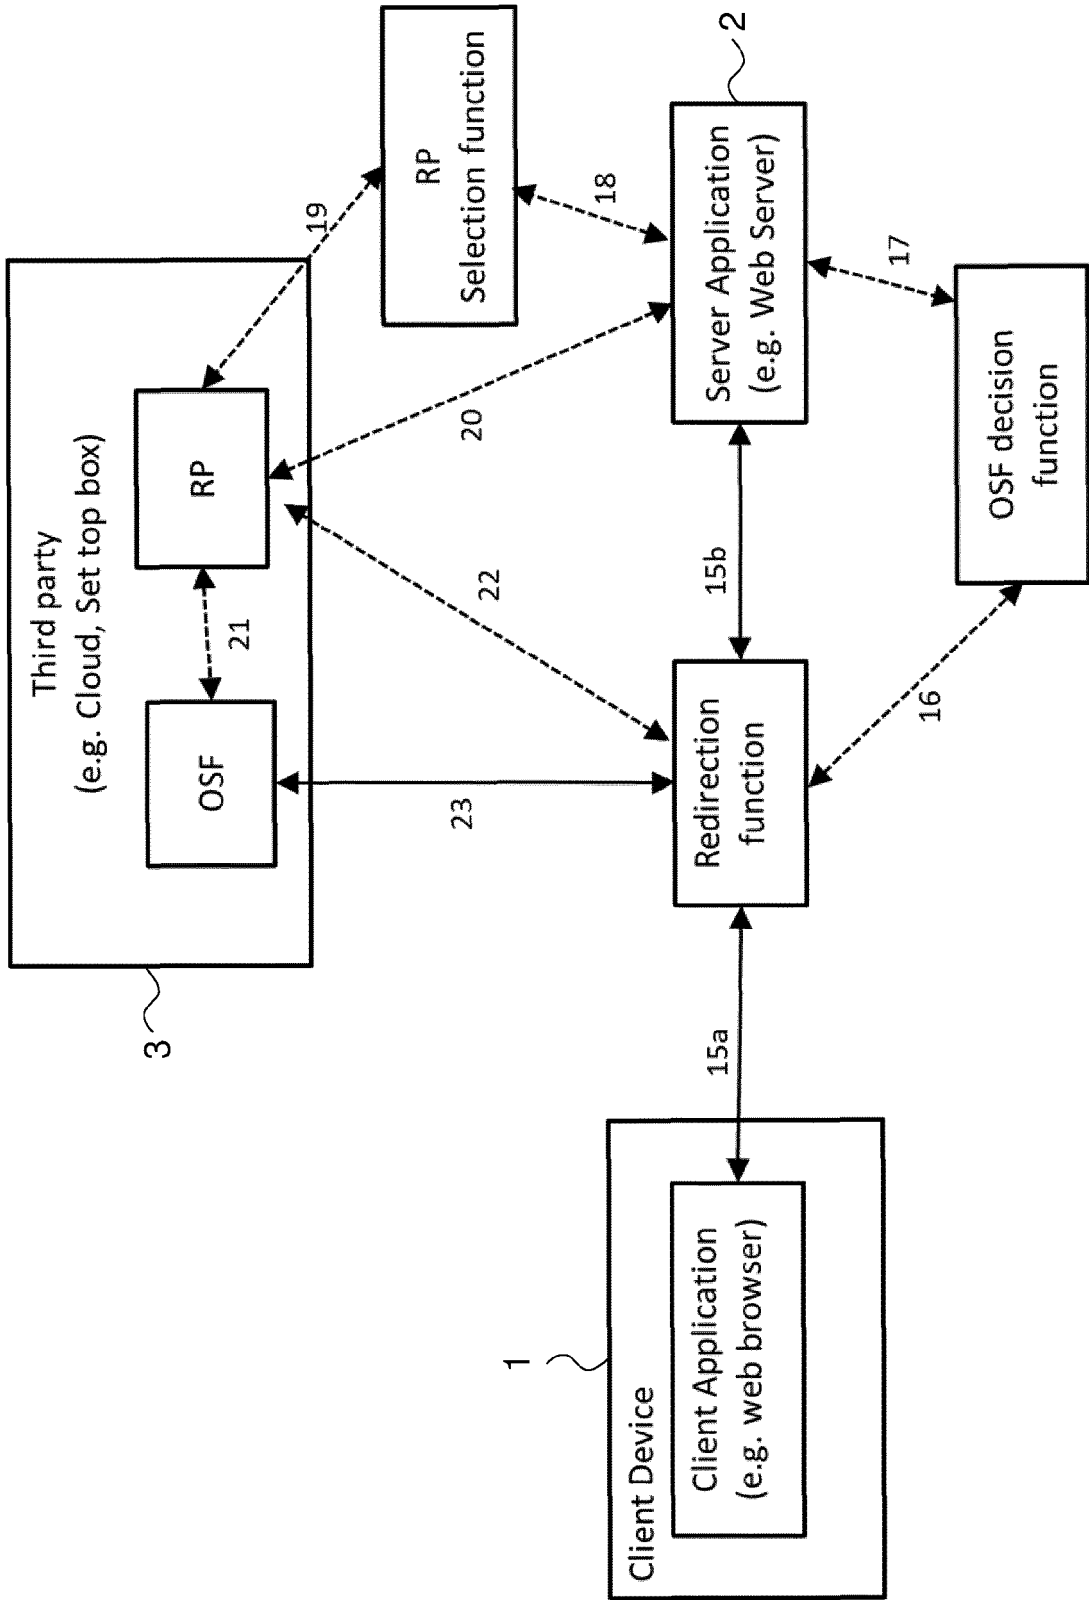 3
Third party
(e.g. Cloud, Set top box)
OSF
21
RP
19
RP
Selection function
23
22
20
18
1
Client Device
Client Application
(e.g. web browser)
15a
Redirection
function
15b
Server Application
(e.g. Web Server)
2
16
17
OSF decision
function